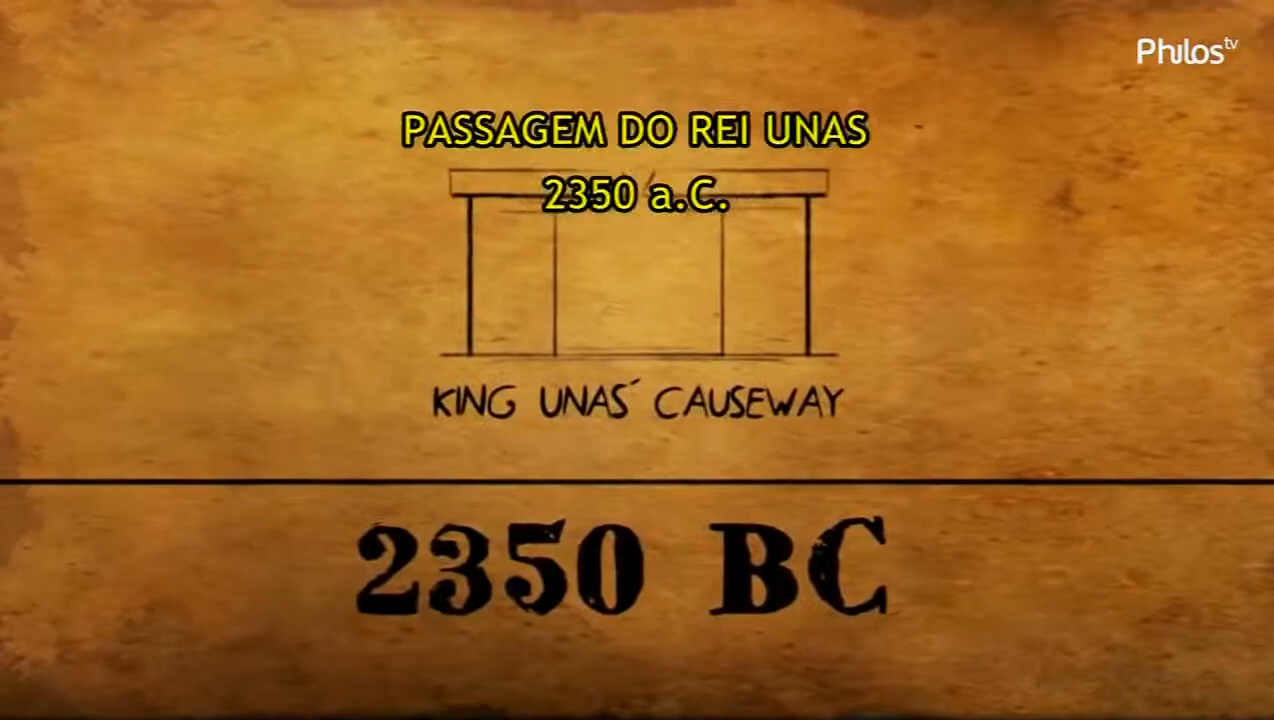 Philos tv
PASSAGEM DO REI UNAS
2350 a.C.
KING UNAS´ CAUSEWAY
2350 BC